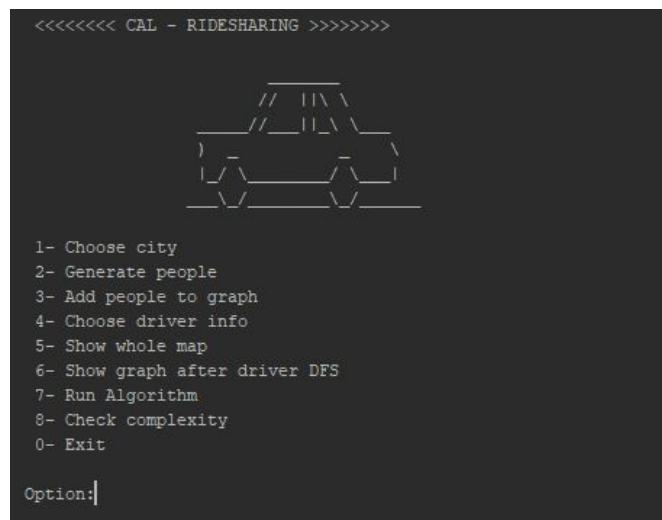 <<<<<<<< CAL - RIDESHARING >>>>>>>>
1- Choose city
2- Generate people
3- Add people to graph
4- Choose driver info
5- Show whole map
6- Show graph after driver DFS
7- Run Algorithm
8- Check complexity
0- Exit
Option: